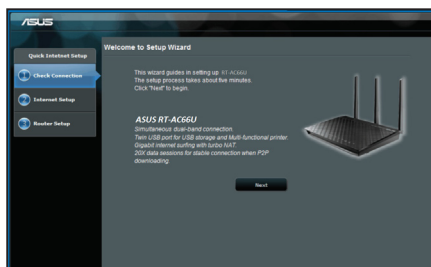 ASUS
Quick Internet Setup
Welcome to Setup Wizard
1 Check Connection
2 Internet Setup
3 Router Setup
This wizard guides in setting up RT-AC66U
The setup process takes about five minutes.
Click "Next" to begin.
ASUS RT-AC66U
Simultaneous dual-band connection.
Twin USB port for USB storage and Multi-functional printer.
Gigabit internet surfing with turbo NAT.
20X data sessions for stable connection when P2P
downloading
Next